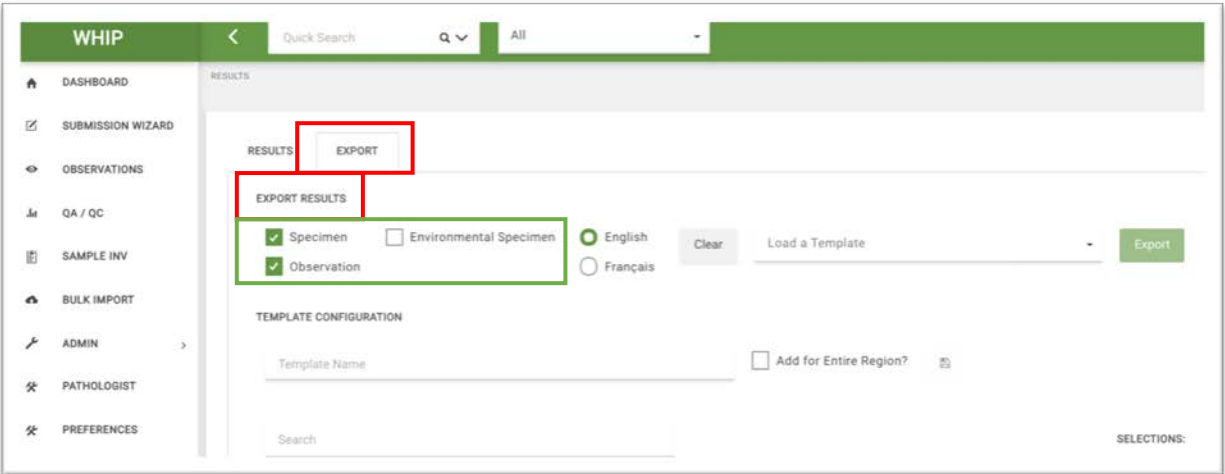 WHIP
Quick Search
All
DASHBOARD
SUBMISSION WIZARD
OBSERVATIONS
QA / QC
SAMPLE INV
BULK IMPORT
ADMIN
PATHOLOGIST
PREFERENCES
RESULTS
RESULTS EXPORT
EXPORT RESULTS
Specimen Environmental Specimen English Clear Load a Template Export
Observation Français
TEMPLATE CONFIGURATION
Template Name Add for Entire Region?
Search SELECTIONS: